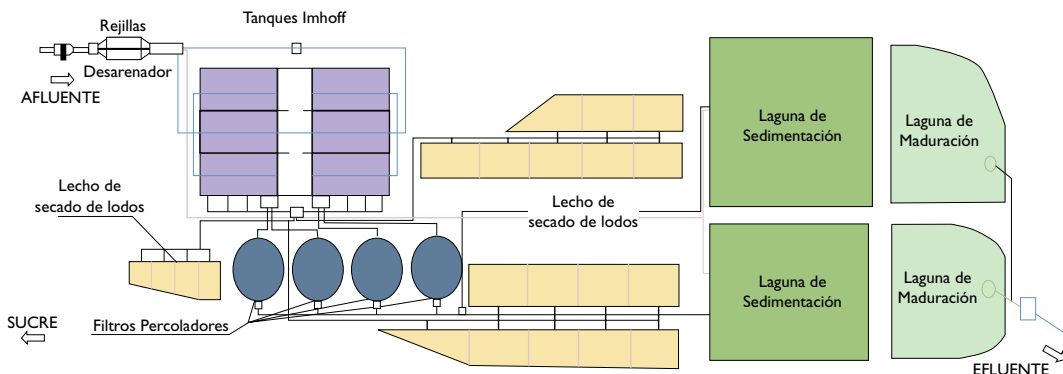 Rejillas
Tanques Imhoff
Desarenador
AFLUENTE
Laguna de
Sedimentación
Laguna de
Maduración
Lecho de
secado de lodos
Lecho de
secado de lodos
Laguna de
Sedimentación
Laguna de
Maduración
SUCRE
Filtros Percoladores
EFLUENTE